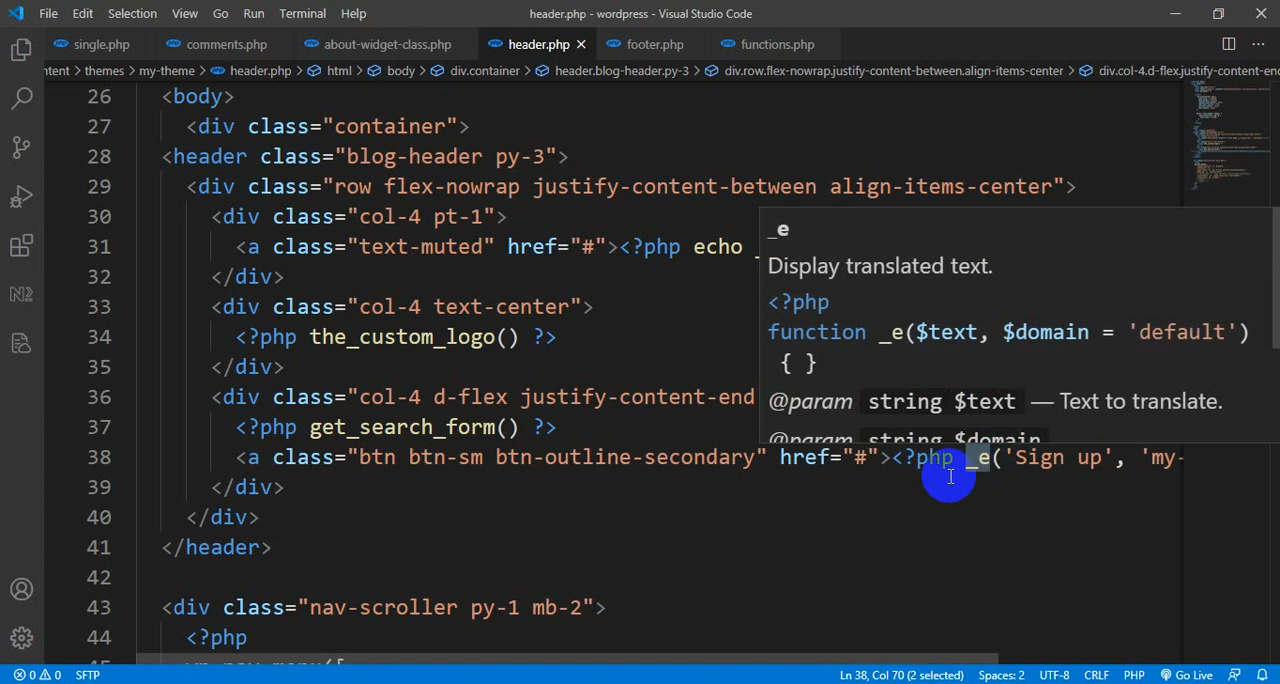 File Edit Selection View Go Run Terminal Help header.php - wordpress - Visual Studio Code
single.php comments.php about-widget-class.php header.php footer.php functions.php
ntent > themes > my-theme > header.php > html > body > div.container > header.blog-header.py-3 > div.row.flex-nowrap.justify-content-between.align-items-center > div.col-4.d-flex.justify-content-end
26 <body>
27 <div class="container">
28 <header class="blog-header py-3">
29 <div class="row flex-nowrap justify-content-between align-items-center">
30 <div class="col-4 pt-1">
31 <a class="text-muted" href="#"><?php echo _
32 </div>
33 <div class="col-4 text-center">
34 <?php the_custom_logo() ?>
35 </div>
36 <div class="col-4 d-flex justify-content-end
37 <?php get_search_form() ?>
38 <a class="btn btn-sm btn-outline-secondary" href="#"><?php _e('Sign up', 'my-
39 </div>
40 </div>
41 </header>
42
43 <div class="nav-scroller py-1 mb-2">
44 <?php
_e
Display translated text.
<?php
function _e($text, $domain = 'default')
{ }
@param string $text — Text to translate.
@param string $domain
0 0 SFTP Ln 38, Col 70 (2 selected) Spaces: 2 UTF-8 CRLF PHP Go Live